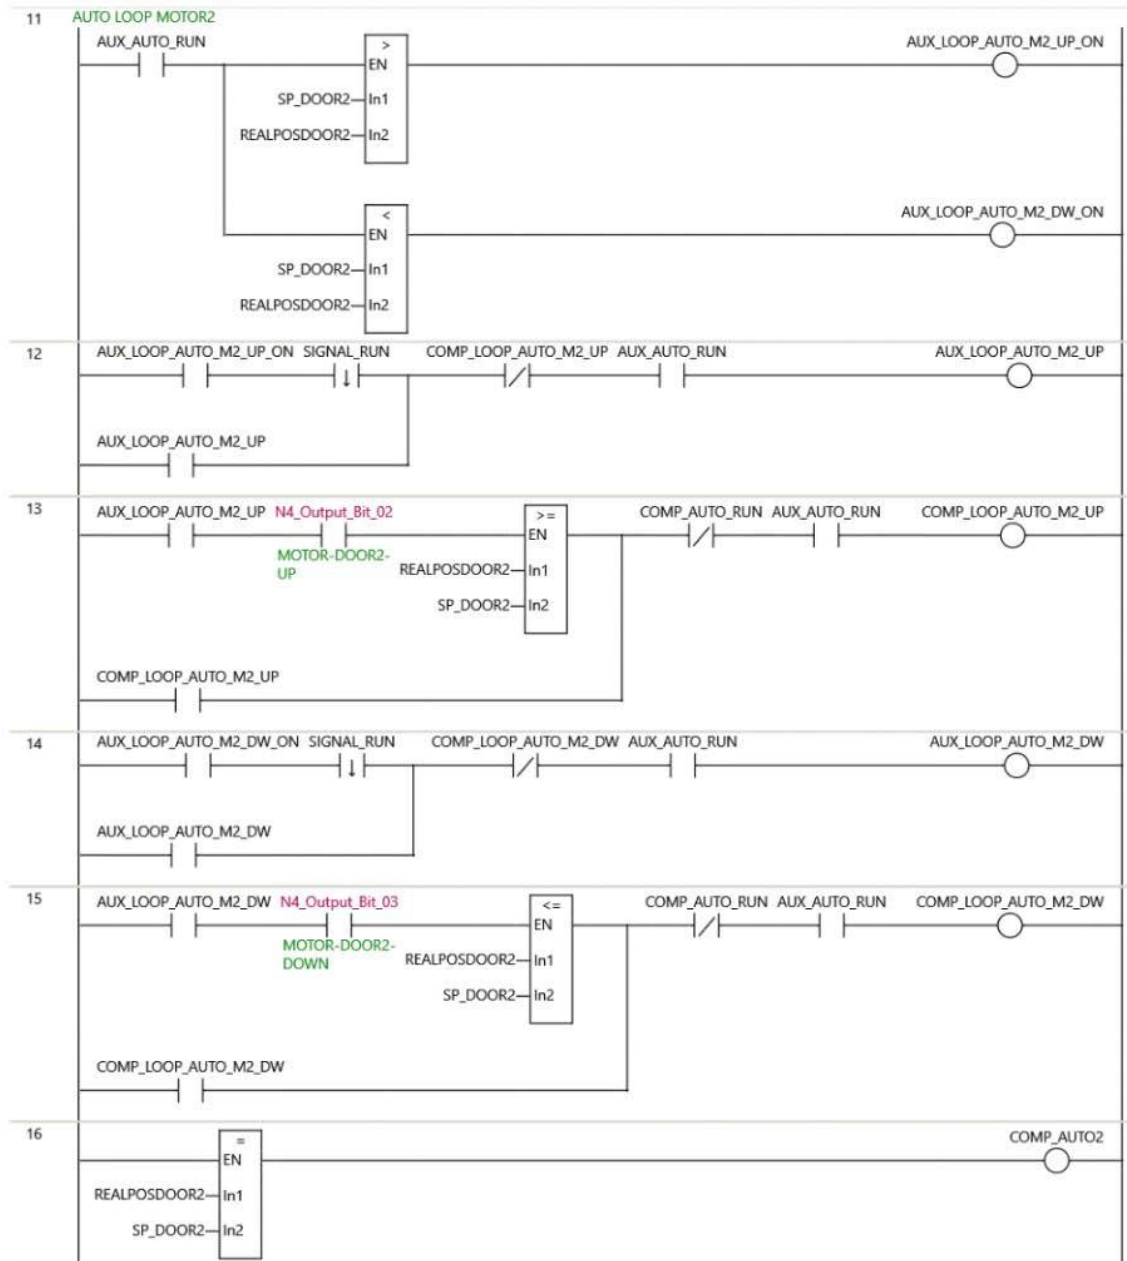 11 AUTO LOOP MOTOR2
AUX_AUTO_RUN > AUX_LOOP_AUTO_M2_UP_ON
EN
SP_DOOR2 In1
REALPOSDOOR2 In2
< AUX_LOOP_AUTO_M2_DW_ON
EN
SP_DOOR2 In1
REALPOSDOOR2 In2
12 AUX_LOOP_AUTO_M2_UP_ON SIGNAL_RUN COMP_LOOP_AUTO_M2_UP AUX_AUTO_RUN AUX_LOOP_AUTO_M2_UP
AUX_LOOP_AUTO_M2_UP
13 AUX_LOOP_AUTO_M2_UP N4_Output_Bit_02 >= COMP_AUTO_RUN AUX_AUTO_RUN COMP_LOOP_AUTO_M2_UP
EN
MOTOR-DOOR2-
UP REALPOSDOOR2 In1
SP_DOOR2 In2
COMP_LOOP_AUTO_M2_UP
14 AUX_LOOP_AUTO_M2_DW_ON SIGNAL_RUN COMP_LOOP_AUTO_M2_DW AUX_AUTO_RUN AUX_LOOP_AUTO_M2_DW
AUX_LOOP_AUTO_M2_DW
15 AUX_LOOP_AUTO_M2_DW N4_Output_Bit_03 <= COMP_AUTO_RUN AUX_AUTO_RUN COMP_LOOP_AUTO_M2_DW
EN
MOTOR-DOOR2-
DOWN REALPOSDOOR2 In1
SP_DOOR2 In2
COMP_LOOP_AUTO_M2_DW
16 = COMP_AUTO2
EN
REALPOSDOOR2 In1
SP_DOOR2 In2